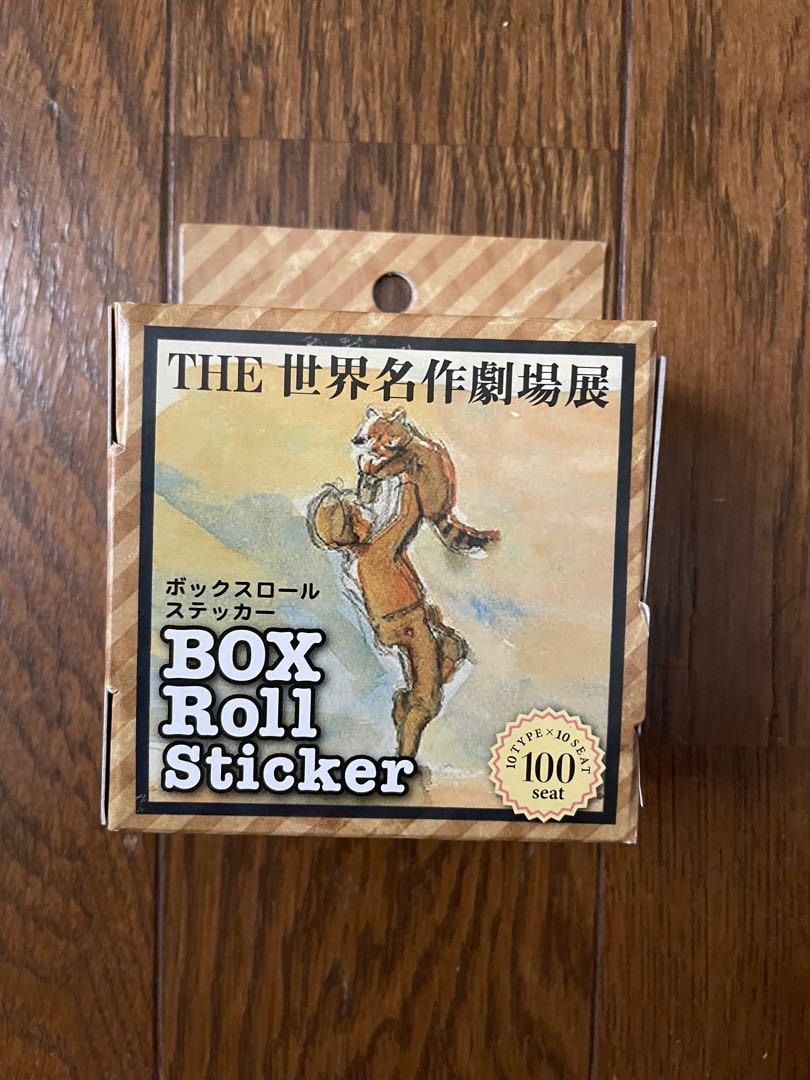 THE 世界名作劇場展
ボックスロール
ステッカー
BOX
Roll
Sticker
10 TYPE×10 SEAT
100
seat